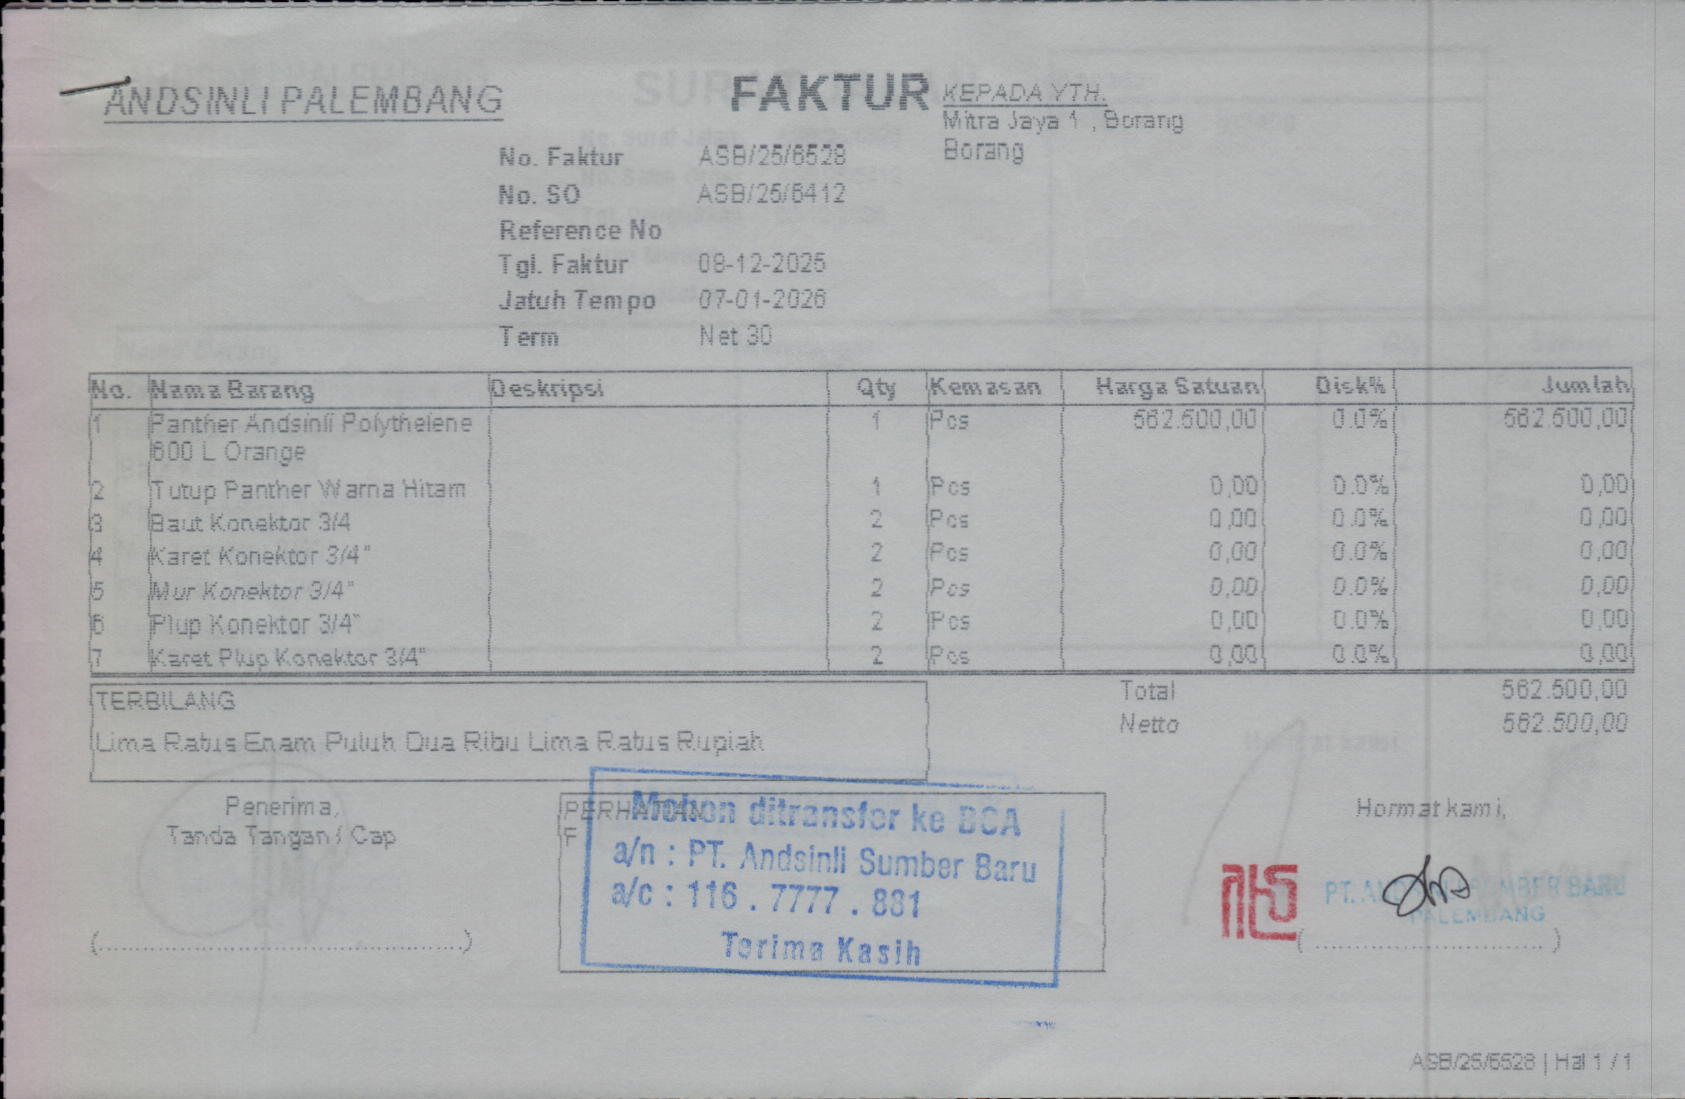 ANDSINLI PALEMBANG
FAKTUR
KEPADA YTH.
Mitra Jaya 1 , Borang
Borang
No. Faktur ASB/25/6528
No. SO ASB/25/6412
Reference No
Tgl. Faktur 08-12-2025
Jatuh Tempo 07-01-2026
Term Net 30
No. Nama Barang Deskripsi Qty Kemasan Harga Satuan Disk% Jumlah
1 Panther Andsinli Polythelene 1 Pcs 562.500,00 0.0% 562.500,00
600 L Orange
2 Tutup Panther Warna Hitam 1 Pcs 0,00 0.0% 0,00
3 Baut Konektor 3/4 2 Pcs 0,00 0.0% 0,00
4 Karet Konektor 3/4" 2 Pcs 0,00 0.0% 0,00
5 Mur Konektor 3/4" 2 Pcs 0,00 0.0% 0,00
6 Plup Konektor 3/4" 2 Pcs 0,00 0.0% 0,00
7 Karet Plup Konektor 3/4" 2 Pcs 0,00 0.0% 0,00
Total 562.500,00
Netto 562.500,00
TERBILANG
Lima Ratus Enam Puluh Dua Ribu Lima Ratus Rupiah
Penerima,
Tanda Tangan / Cap
(..........................................)
PERHATIAN
F
Mohon ditransfer ke BCA
a/n : PT. Andsinli Sumber Baru
a/c : 116 . 7777 . 881
Terima Kasih
Hormat kami,
PT. ANDSINLI SUMBER BARU
PALEMBANG
( .......................... )
ASB/25/6528 | Hal 1 / 1